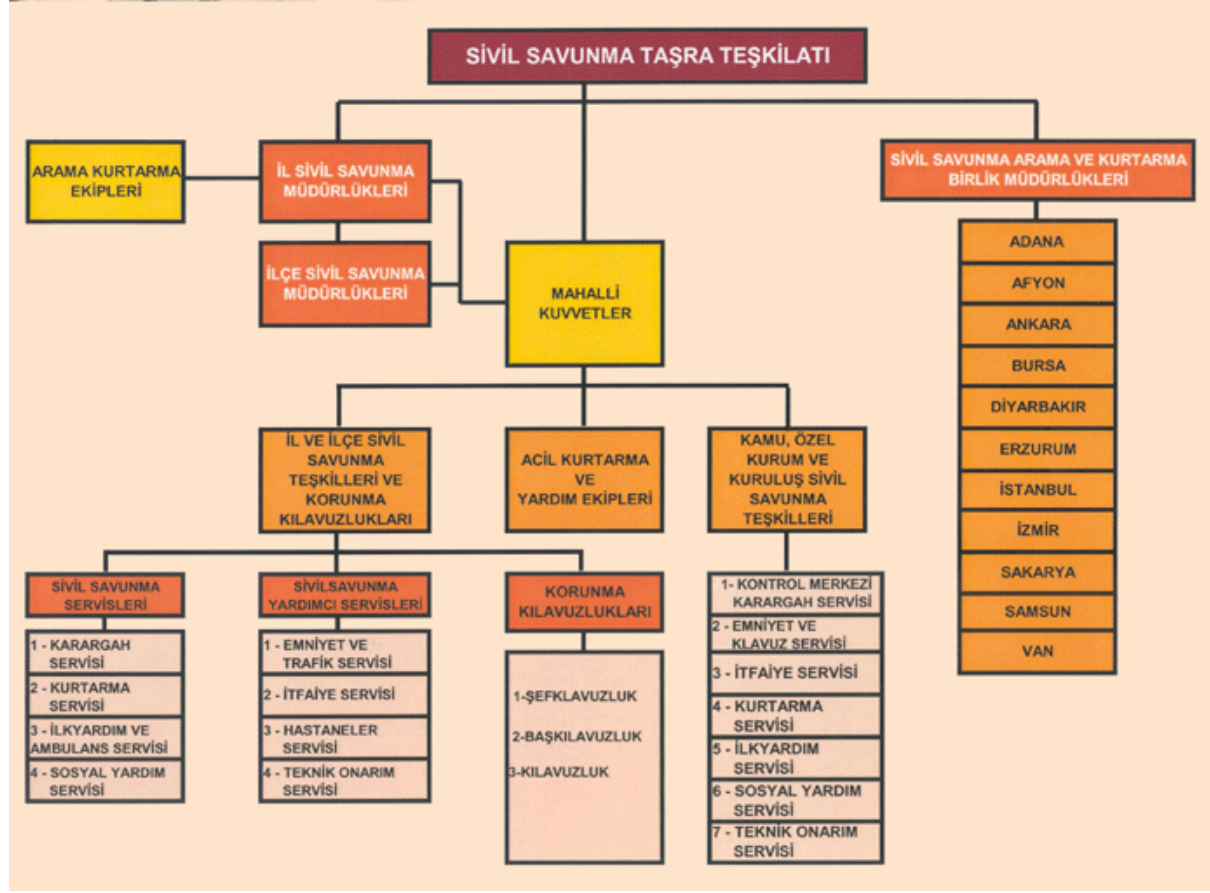 SİVİL SAVUNMA TAŞRA TEŞKİLATI
ARAMA KURTARMA
EKİPLERİ
İL SİVİL SAVUNMA
MÜDÜRLÜKLERİ
SİVİL SAVUNMA ARAMA VE KURTARMA
BİRLİK MÜDÜRLÜKLERİ
İLÇE SİVİL SAVUNMA
MÜDÜRLÜKLERİ
MAHALLİ
KUVVETLER
ADANA
AFYON
ANKARA
BURSA
DİYARBAKIR
ERZURUM
İSTANBUL
İZMİR
SAKARYA
SAMSUN
VAN
İL VE İLÇE SİVİL
SAVUNMA
TEŞKİLLERİ VE
KORUNMA
KILAVUZLUKLARI
ACİL KURTARMA
VE
YARDIM EKİPLERİ
KAMU, ÖZEL
KURUM VE
KURULUŞ SİVİL
SAVUNMA
TEŞKİLLERİ
SİVİL SAVUNMA
SERVİSLERİ
1 - KARARGAH
SERVİSİ
2 - KURTARMA
SERVİSİ
3 - İLKYARDIM VE
AMBULANS SERVİSİ
4 - SOSYAL YARDIM
SERVİSİ
SİVİLSAVUNMA
YARDIMCI SERVİSLERİ
1 - EMNİYET VE
TRAFİK SERVİSİ
2 - İTFAİYE SERVİSİ
3 - HASTANELER
SERVİSİ
4 - TEKNİK ONARIM
SERVİSİ
KORUNMA
KILAVUZLUKLARI
1-ŞEFKLAVUZLUK
2-BAŞKILAVUZLUK
3-KILAVUZLUK
1- KONTROL MERKEZİ
KARARGAH SERVİSİ
2 - EMNİYET VE
KLAVUZ SERVİSİ
3 - İTFAİYE SERVİSİ
4 - KURTARMA
SERVİSİ
5 - İLKYARDIM
SERVİSİ
6 - SOSYAL YARDIM
SERVİSİ
7 - TEKNİK ONARIM
SERVİSİ